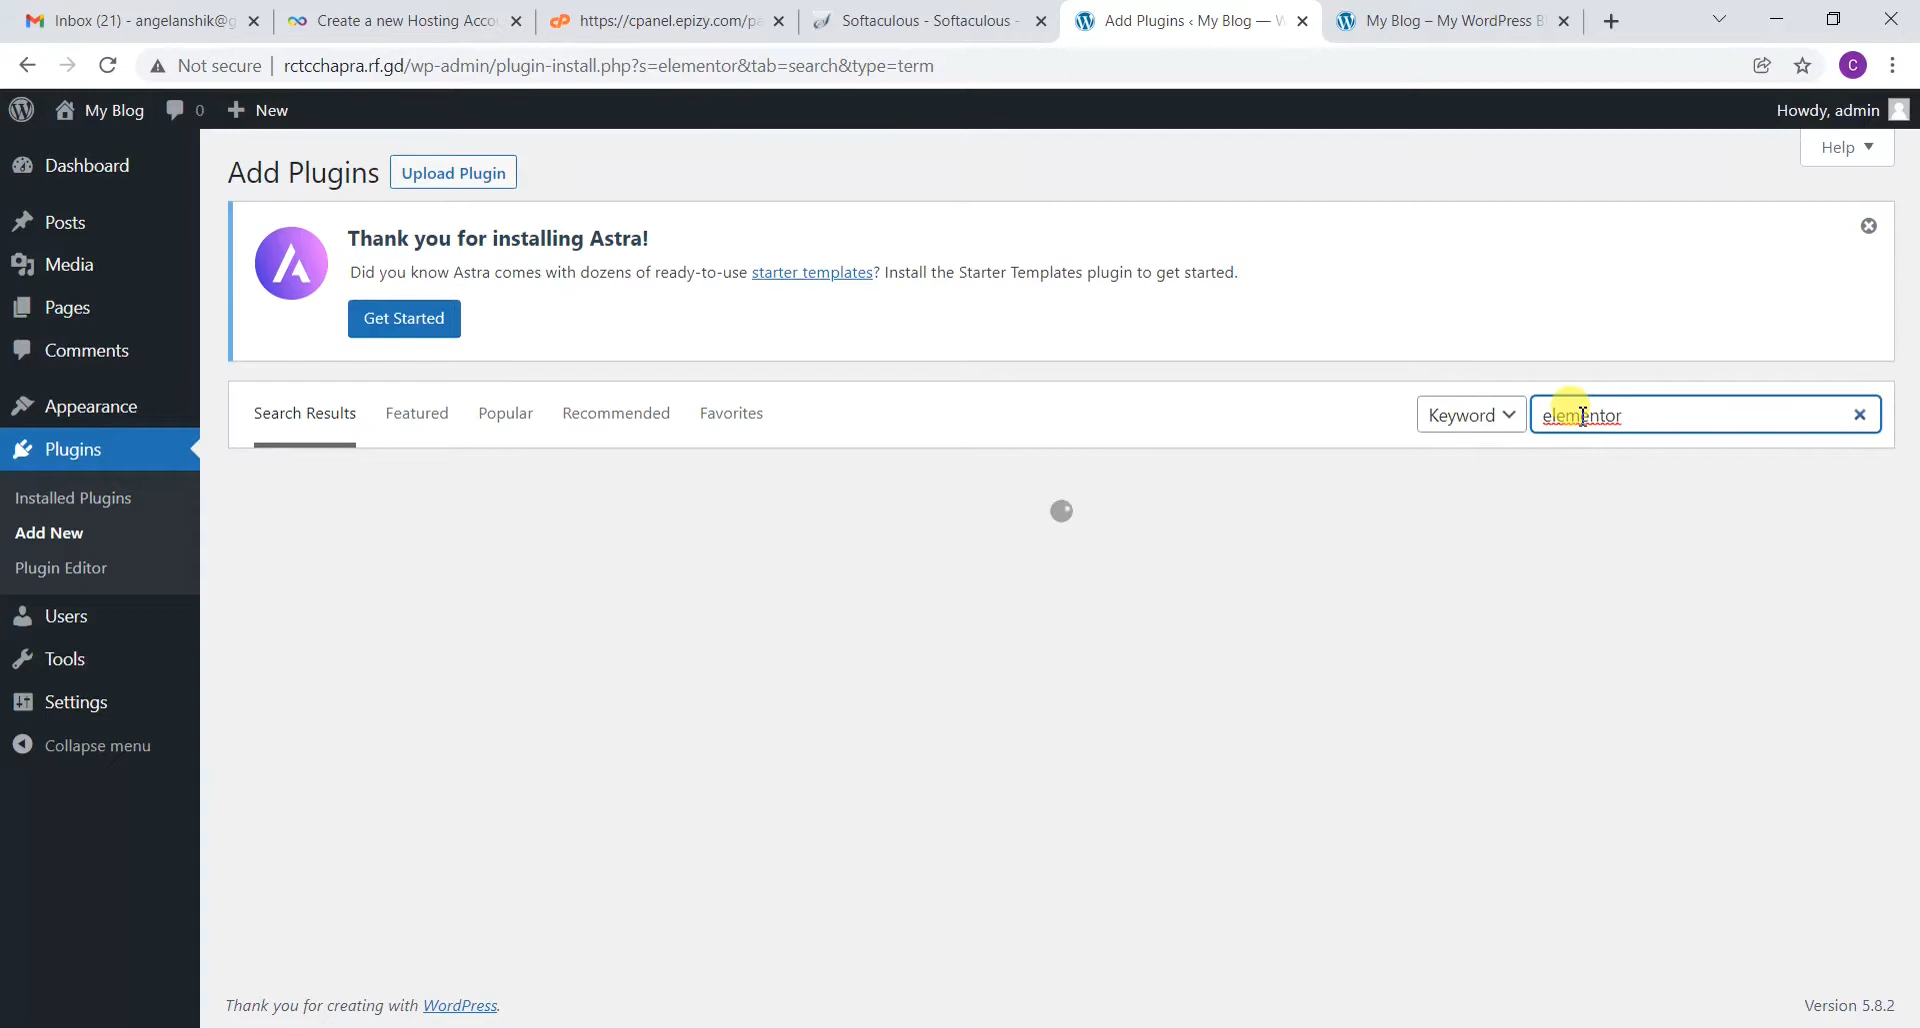 Inbox (21) - angelanshik@g
Create a new Hosting Acco
https://cpanel.epizy.com/pa
Softaculous - Softaculous -
Add Plugins ‹ My Blog — W
My Blog – My WordPress B
Not secure | rctcchapra.rf.gd/wp-admin/plugin-install.php?s=elementor&tab=search&type=term
C
My Blog
0
New
Howdy, admin
Dashboard
Posts
Media
Pages
Comments
Appearance
Plugins
Installed Plugins
Add New
Plugin Editor
Users
Tools
Settings
Collapse menu
Help
Add Plugins
Upload Plugin
Thank you for installing Astra!
Did you know Astra comes with dozens of ready-to-use starter templates? Install the Starter Templates plugin to get started.
Get Started
Search Results
Featured
Popular
Recommended
Favorites
Keyword
elementor
Thank you for creating with WordPress.
Version 5.8.2